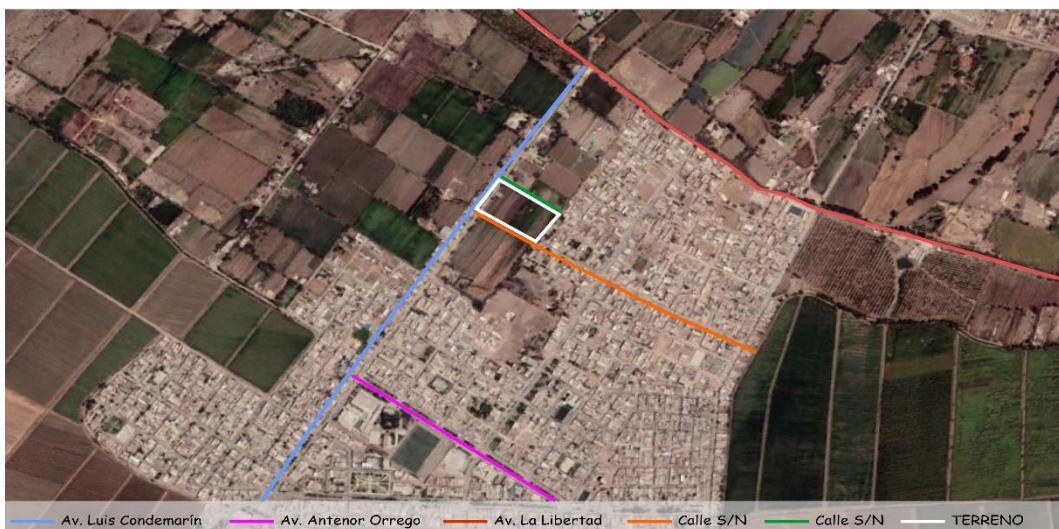 Av. Luis Condemarín Av. Antenor Orrego Av. La Libertad Calle S/N Calle S/N TERRENO